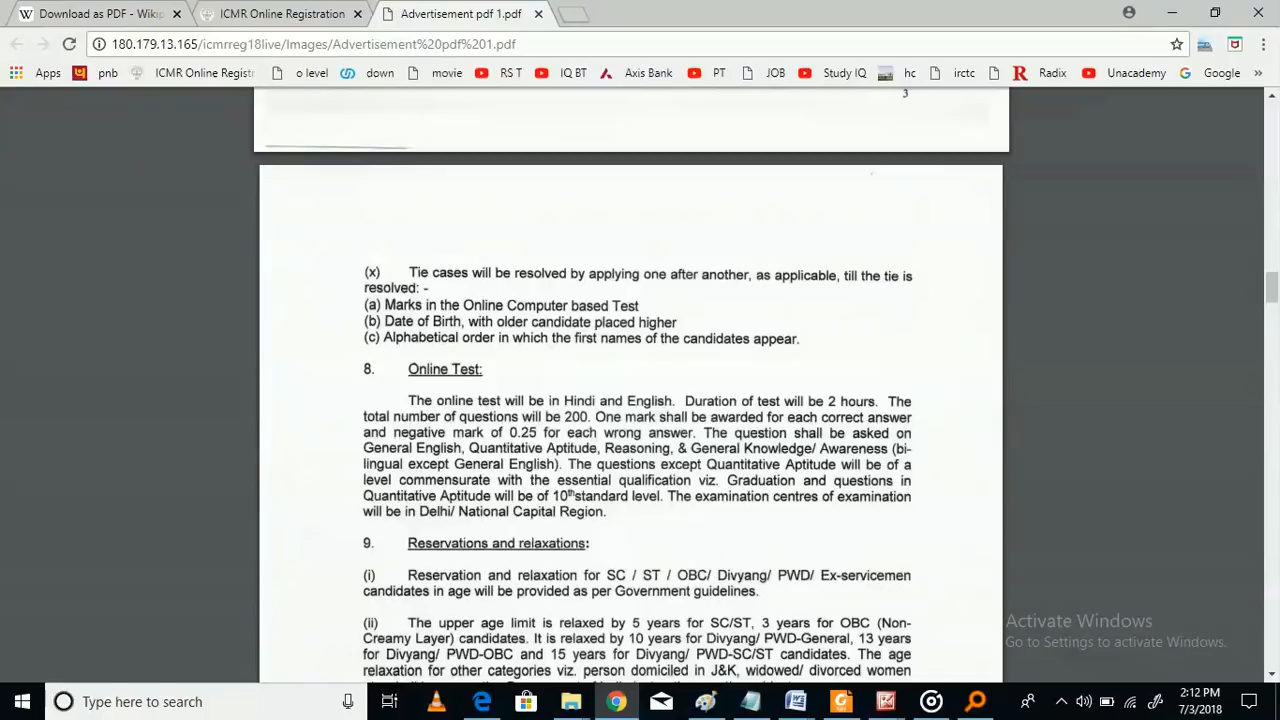 Download as PDF - Wikip
ICMR Online Registration
Advertisement pdf 1.pdf
180.179.13.165/icmrreg18live/Images/Advertisement%20pdf%201.pdf
Apps pnb ICMR Online Registr o level down movie RS T IQ BT Axis Bank PT JOB Study IQ hc irctc Radix Unacademy Google »
3
(x) Tie cases will be resolved by applying one after another, as applicable, till the tie is
resolved: -
(a) Marks in the Online Computer based Test
(b) Date of Birth, with older candidate placed higher
(c) Alphabetical order in which the first names of the candidates appear.
8. Online Test:
The online test will be in Hindi and English. Duration of test will be 2 hours. The
total number of questions will be 200. One mark shall be awarded for each correct answer
and negative mark of 0.25 for each wrong answer. The question shall be asked on
General English, Quantitative Aptitude, Reasoning, & General Knowledge/ Awareness (bi-
lingual except General English). The questions except Quantitative Aptitude will be of a
level commensurate with the essential qualification viz. Graduation and questions in
Quantitative Aptitude will be of 10thstandard level. The examination centres of examination
will be in Delhi/ National Capital Region.
9. Reservations and relaxations:
(i) Reservation and relaxation for SC / ST / OBC/ Divyang/ PWD/ Ex-servicemen
candidates in age will be provided as per Government guidelines.
(ii) The upper age limit is relaxed by 5 years for SC/ST, 3 years for OBC (Non-
Creamy Layer) candidates. It is relaxed by 10 years for Divyang/ PWD-General, 13 years
for Divyang/ PWD-OBC and 15 years for Divyang/ PWD-SC/ST candidates. The age
relaxation for other categories viz. person domiciled in J&K, widowed/ divorced women
Activate Windows
Go to Settings to activate Windows.
Type here to search
2:12 PM
7/3/2018